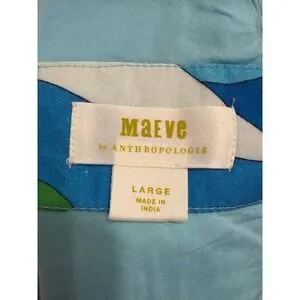 Maeve
by ANTHROPOLOGIE
LARGE
MADE IN
INDIA